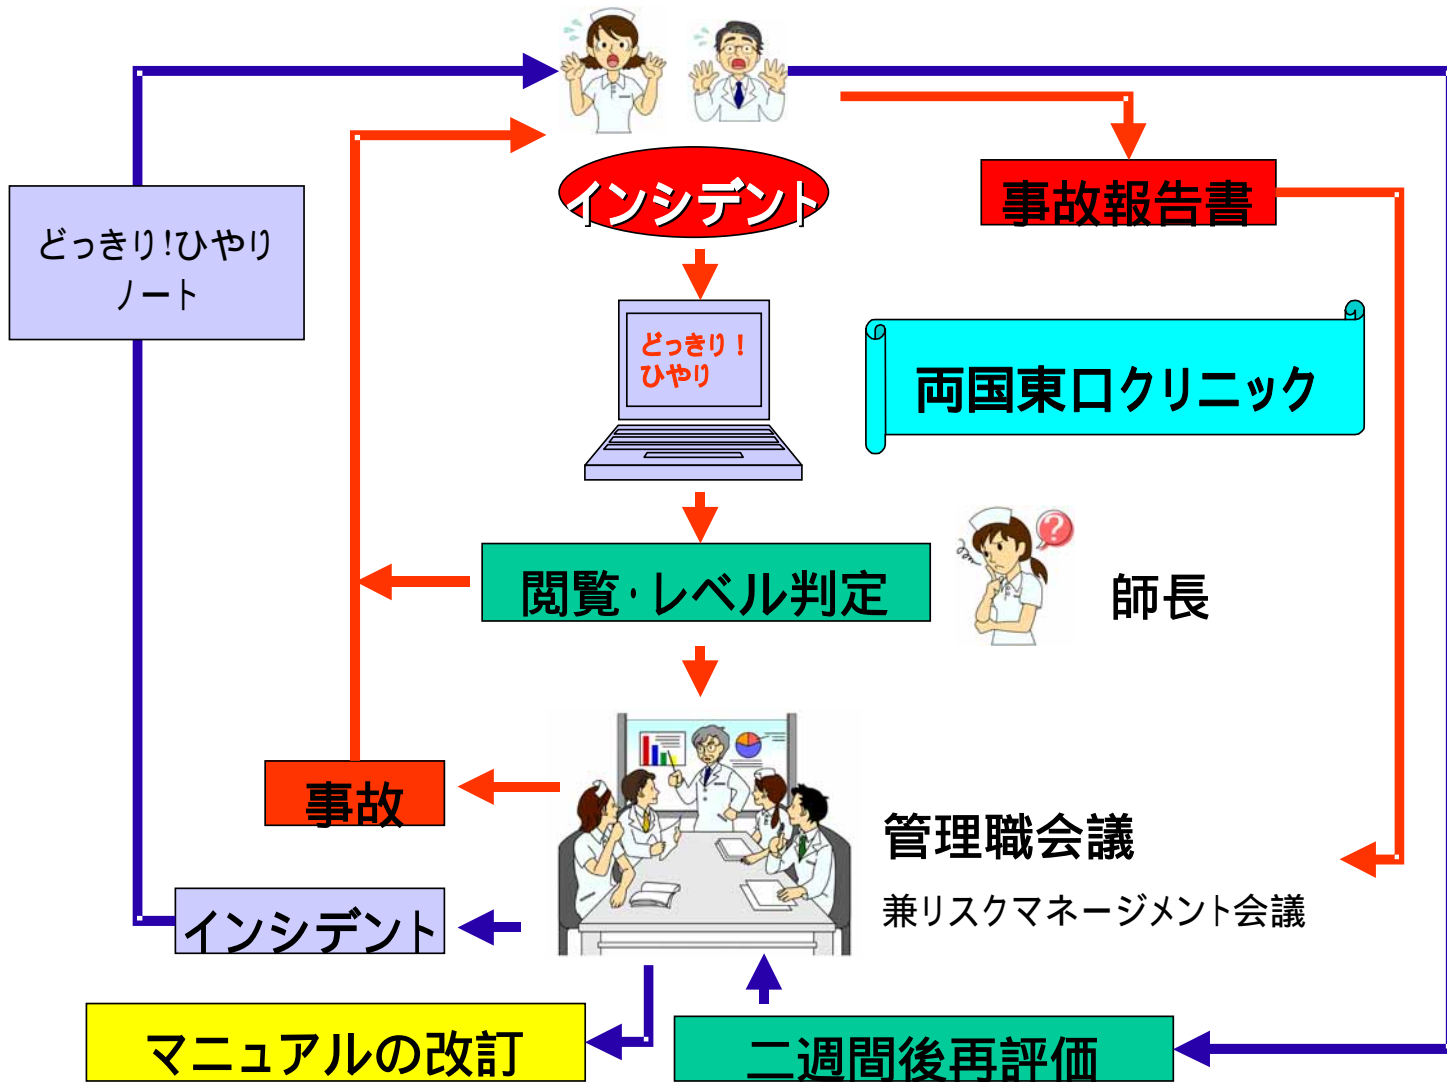 インシデント
事故報告書
どっきり!ひやり
ノート
どっきり!
ひやり
両国東口クリニック
閲覧・レベル判定
?
師長
事故
管理職会議
兼リスクマネージメント会議
インシデント
マニュアルの改訂
二週間後再評価